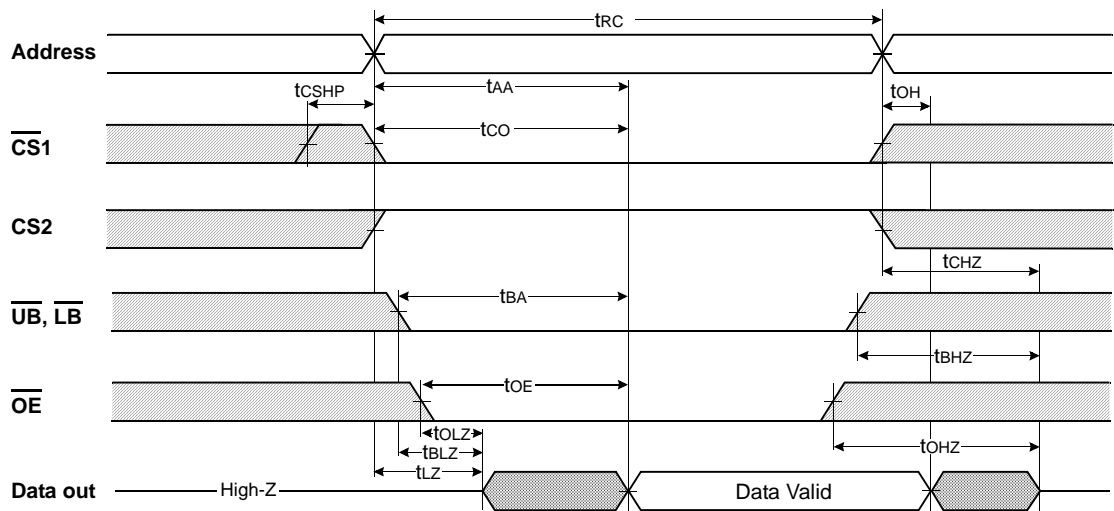 tRC
Address
tCSHP
tAA
tOH
tCO
CS1
CS2
tCHZ
tBA
UB, LB
tBHZ
tOE
OE
tOLZ
tBLZ
tOHZ
tLZ
Data out
High-Z
Data Valid